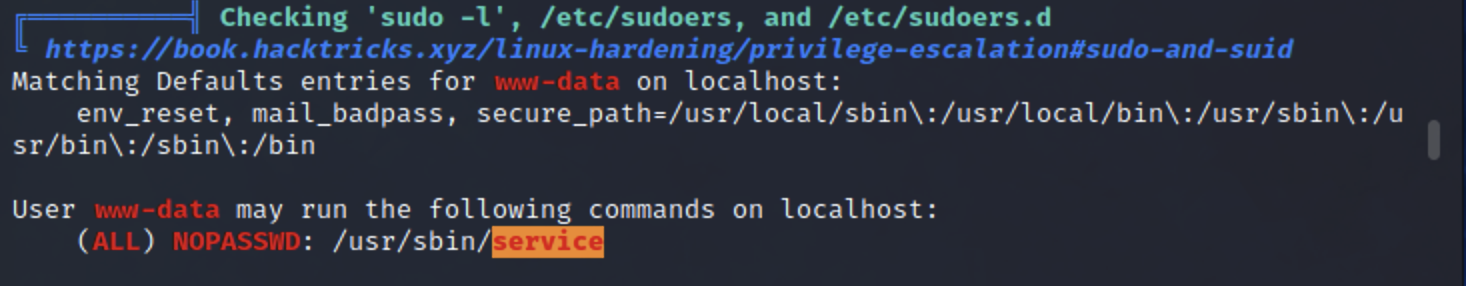 ╔══════════╣ Checking 'sudo -l', /etc/sudoers, and /etc/sudoers.d
╚ https://book.hacktricks.xyz/linux-hardening/privilege-escalation#sudo-and-suid
Matching Defaults entries for www-data on localhost:
    env_reset, mail_badpass, secure_path=/usr/local/sbin\:/usr/local/bin\:/usr/sbin\:/u
sr/bin\:/sbin\:/bin

User www-data may run the following commands on localhost:
    (ALL) NOPASSWD: /usr/sbin/service